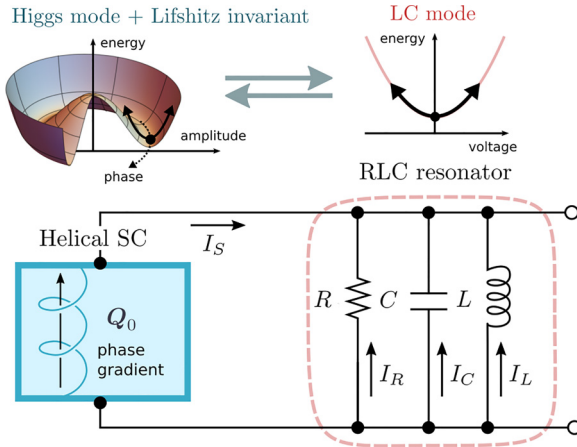 Higgs mode + Lifshitz invariant
LC mode
energy
energy
amplitude
phase
voltage
RLC resonator
Helical SC
I_S
Q_0
phase
gradient
R
C
L
I_R
I_C
I_L